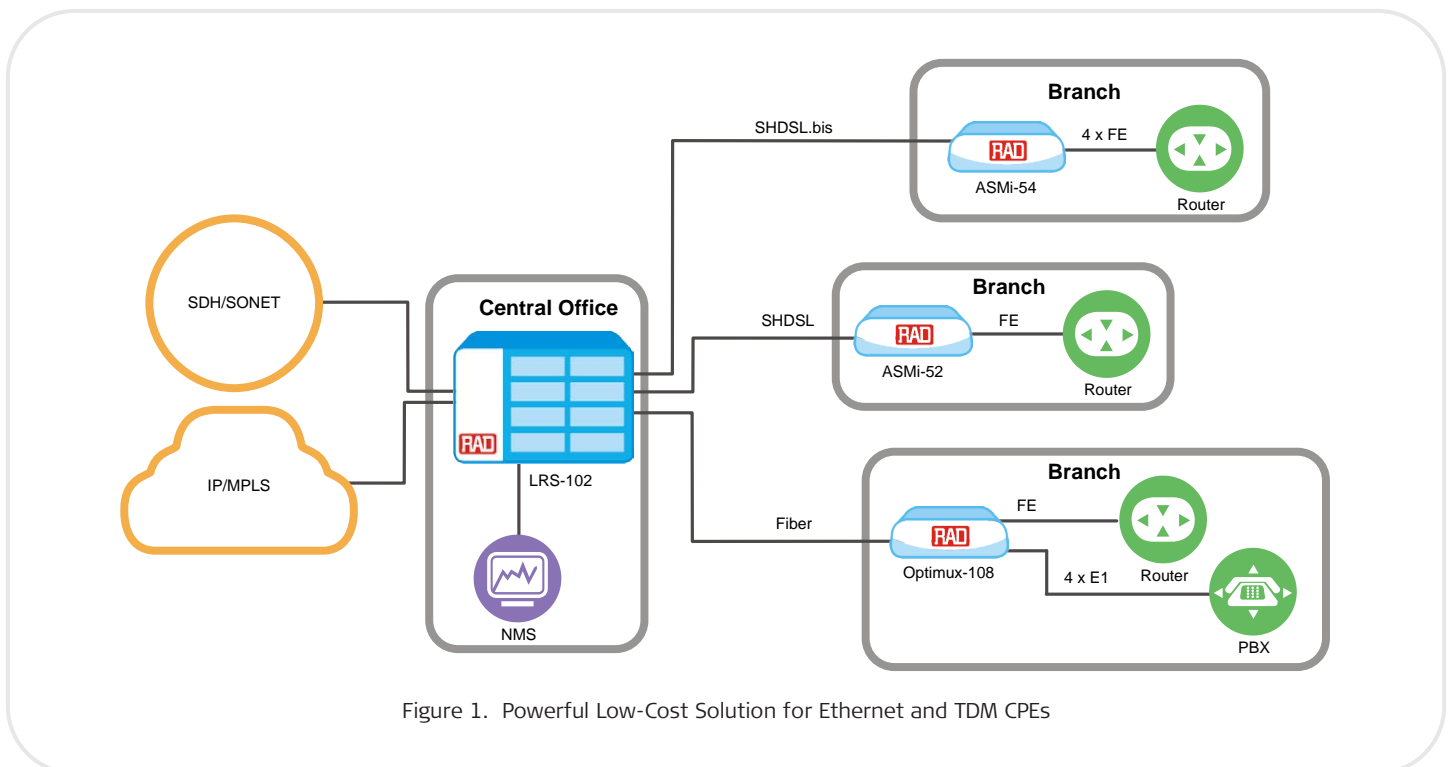 Branch
SHDSL.bis
RAD
4 x FE
ASMi-54
Router
SDH/SONET
Central Office
RAD
LRS-102
Branch
SHDSL
RAD
FE
ASMi-52
Router
IP/MPLS
NMS
Branch
Fiber
RAD
FE
Optimux-108
4 x E1
Router
PBX
Figure 1. Powerful Low-Cost Solution for Ethernet and TDM CPEs